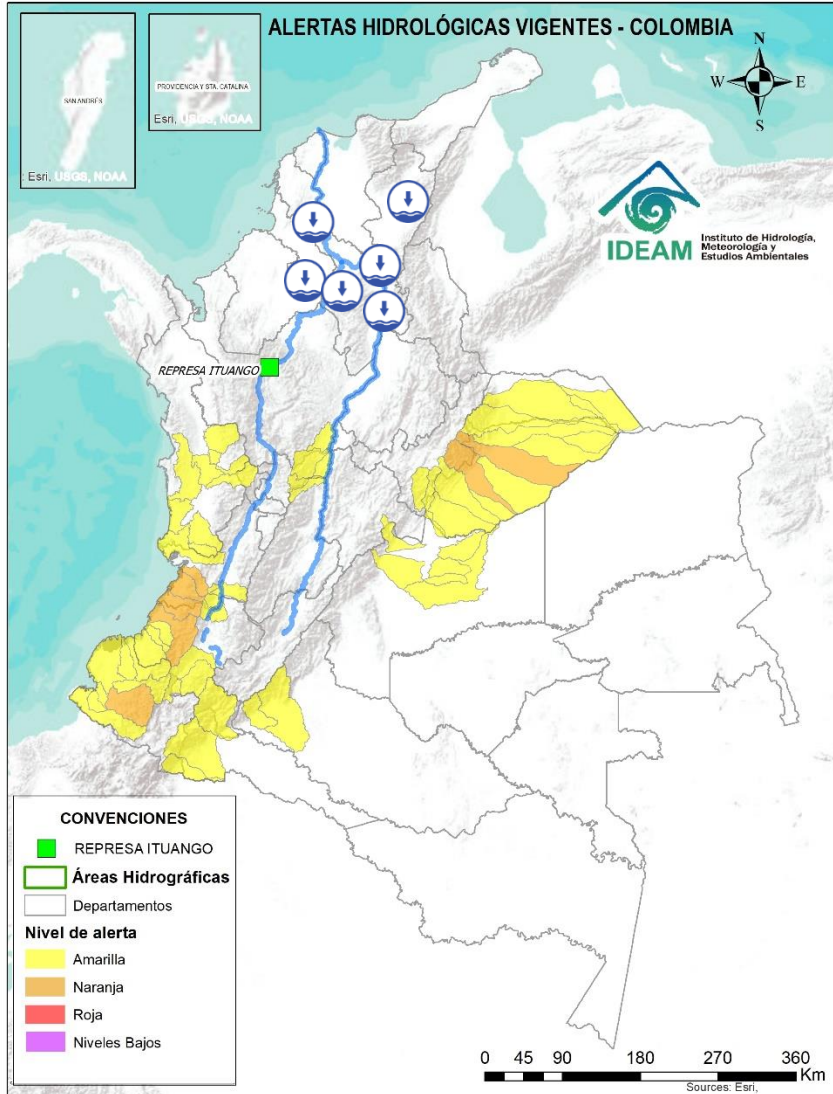 ALERTAS HIDROLÓGICAS VIGENTES - COLOMBIA
SAN ANDRÉS
Esri, USGS, NOAA
PROVIDENCIA Y STA. CATALINA
Esri, USGS, NOAA
N
W
E
S
IDEAM
Instituto de Hidrología,
Meteorología y
Estudios Ambientales
REPRESA ITUANGO
CONVENCIONES
REPRESA ITUANGO
Áreas Hidrográficas
Departamentos
Nivel de alerta
Amarilla
Naranja
Roja
Niveles Bajos
0 45 90 180 270 360
Km
Sources: Esri,